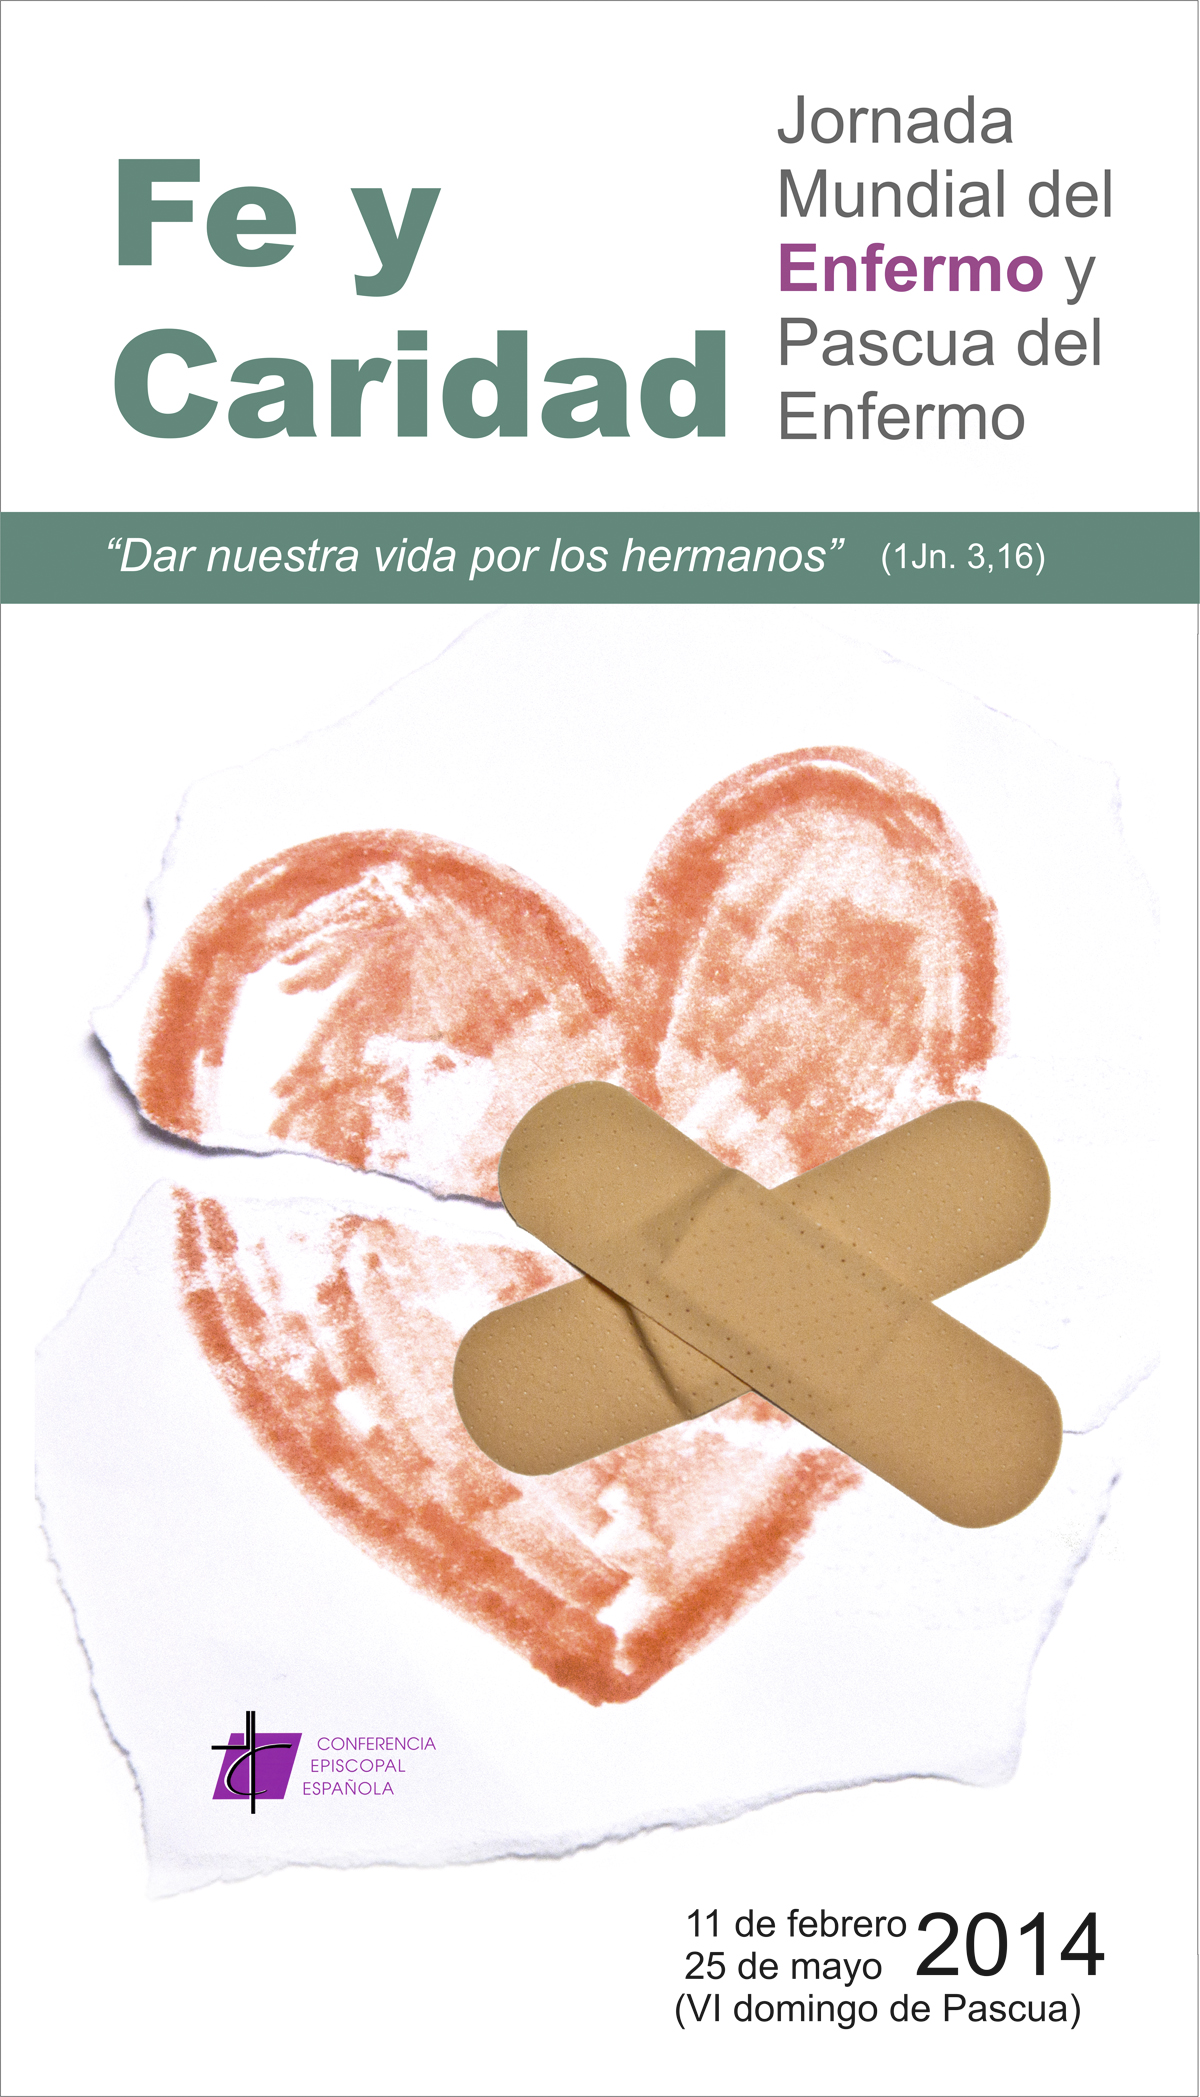 Fe y
Caridad
Jornada
Mundial del
Enfermo y
Pascua del
Enfermo
“Dar nuestra vida por los hermanos” (1Jn. 3,16)
CONFERENCIA
EPISCOPAL
ESPAÑOLA
11 de febrero 2014
25 de mayo
(VI domingo de Pascua)